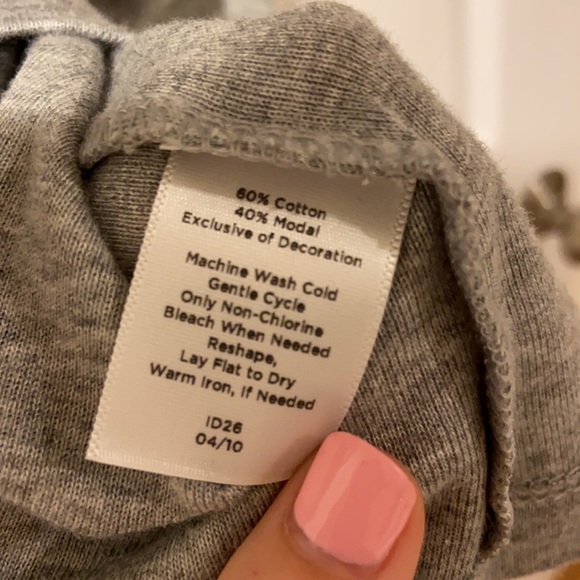 60% Cotton
40% Modal
Exclusive of Decoration
Machine Wash Cold
Gentle Cycle
Only Non-Chlorine
Bleach When Needed
Reshape,
Lay Flat to Dry
Warm Iron, If Needed
ID26
04/10